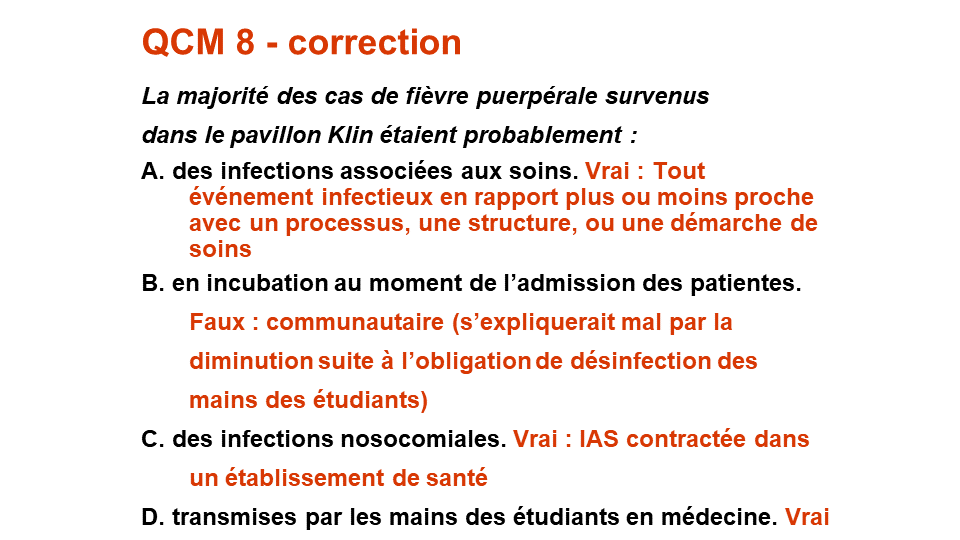 QCM 8 - correction
La majorité des cas de fièvre puerpérale survenus
dans le pavillon Klin étaient probablement :
A. des infections associées aux soins. Vrai : Tout
événement infectieux en rapport plus ou moins proche
avec un processus, une structure, ou une démarche de
soins
B. en incubation au moment de l’admission des patientes.
Faux : communautaire (s’expliquerait mal par la
diminution suite à l’obligation de désinfection des
mains des étudiants)
C. des infections nosocomiales. Vrai : IAS contractée dans
un établissement de santé
D. transmises par les mains des étudiants en médecine. Vrai